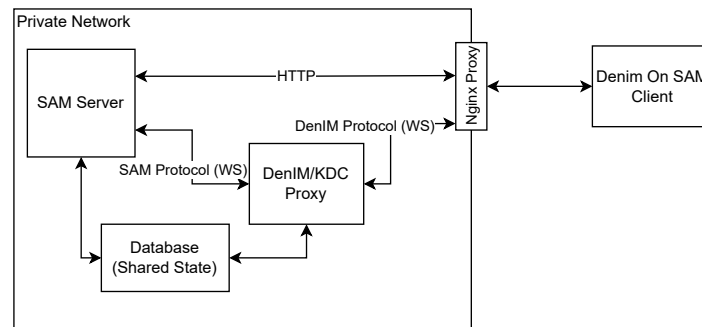 Private Network
SAM Server
HTTP
Nginx Proxy
Denim On SAM
Client
DenIM Protocol (WS)
SAM Protocol (WS)
DenIM/KDC
Proxy
Database
(Shared State)